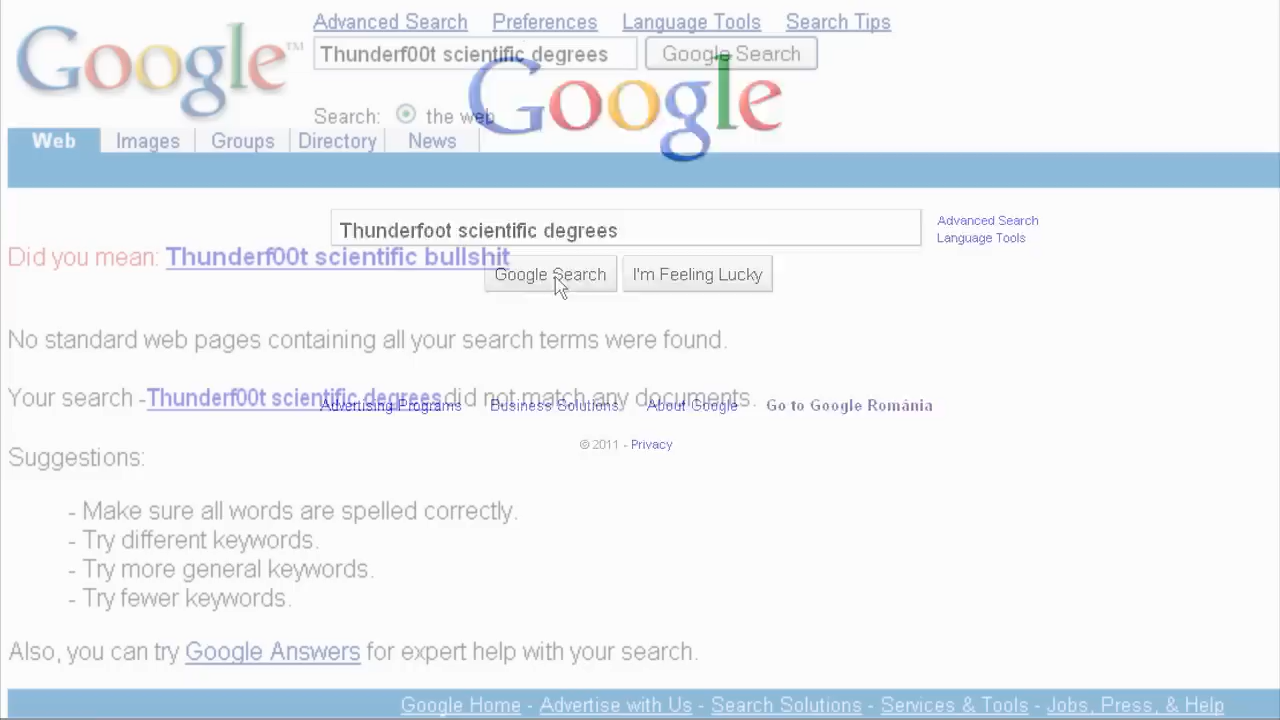 Advanced Search Preferences Language Tools Search Tips
Google™ Thunderf00t scientific degrees Google Search
Google
Search: the web
Web Images Groups Directory News
Thunderfoot scientific degrees Advanced Search
Language Tools
Did you mean: Thunderf00t scientific bullshit
Google Search I'm Feeling Lucky
No standard web pages containing all your search terms were found.
Your search -Thunderf00t scientific degrees did not match any documents.
Advertising Programs Business Solutions About Google Go to Google România
© 2011 - Privacy
Suggestions:
- Make sure all words are spelled correctly.
- Try different keywords.
- Try more general keywords.
- Try fewer keywords.
Also, you can try Google Answers for expert help with your search.
Google Home - Advertise with Us - Search Solutions - Services & Tools - Jobs, Press, & Help